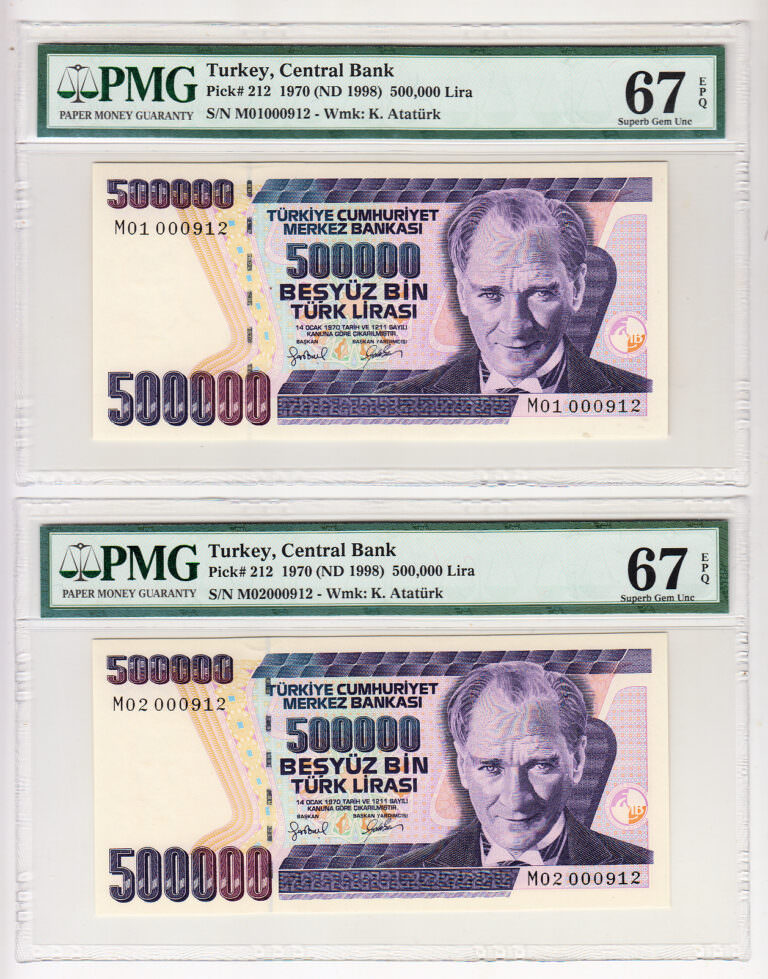 PMG
PAPER MONEY GUARANTY
Turkey, Central Bank
Pick# 212 1970 (ND 1998) 500,000 Lira
S/N M01000912 - Wmk: K. Atatürk
67
EPQ
Superb Gem Unc
500000
M01 000912
TÜRKİYE CUMHURİYET
MERKEZ BANKASI
500000
BEŞYÜZ BİN
TÜRK LİRASI
14 OCAK 1970 TARİH VE 1211 SAYILI
KANUNA GÖRE ÇIKARILMIŞTIR.
BAŞKAN BAŞKAN YARDIMCISI
500000
M01 000912
PMG
PAPER MONEY GUARANTY
Turkey, Central Bank
Pick# 212 1970 (ND 1998) 500,000 Lira
S/N M02000912 - Wmk: K. Atatürk
67
EPQ
Superb Gem Unc
500000
M02 000912
TÜRKİYE CUMHURİYET
MERKEZ BANKASI
500000
BEŞYÜZ BİN
TÜRK LİRASI
14 OCAK 1970 TARİH VE 1211 SAYILI
KANUNA GÖRE ÇIKARILMIŞTIR.
BAŞKAN BAŞKAN YARDIMCISI
500000
M02 000912